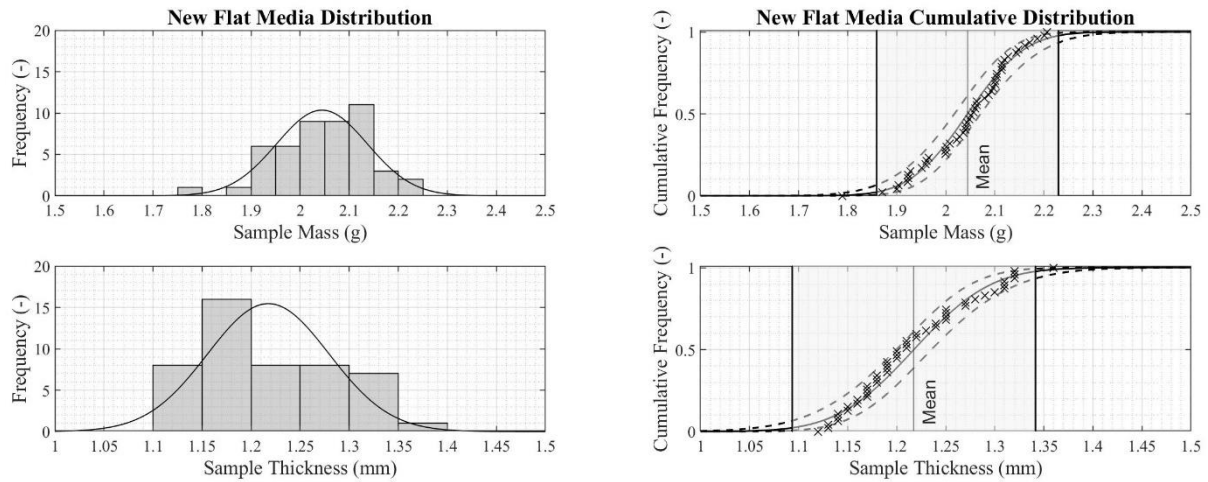 New Flat Media Distribution
Frequency (-)
20
15
10
5
0
1.5 1.6 1.7 1.8 1.9 2 2.1 2.2 2.3 2.4 2.5
Sample Mass (g)
New Flat Media Cumulative Distribution
Cumulative Frequency (-)
1
0.5
0
Mean
1.5 1.6 1.7 1.8 1.9 2 2.1 2.2 2.3 2.4 2.5
Sample Mass (g)
Frequency (-)
20
15
10
5
0
1 1.05 1.1 1.15 1.2 1.25 1.3 1.35 1.4 1.45 1.5
Sample Thickness (mm)
Cumulative Frequency (-)
1
0.5
0
Mean
1 1.05 1.1 1.15 1.2 1.25 1.3 1.35 1.4 1.45 1.5
Sample Thickness (mm)